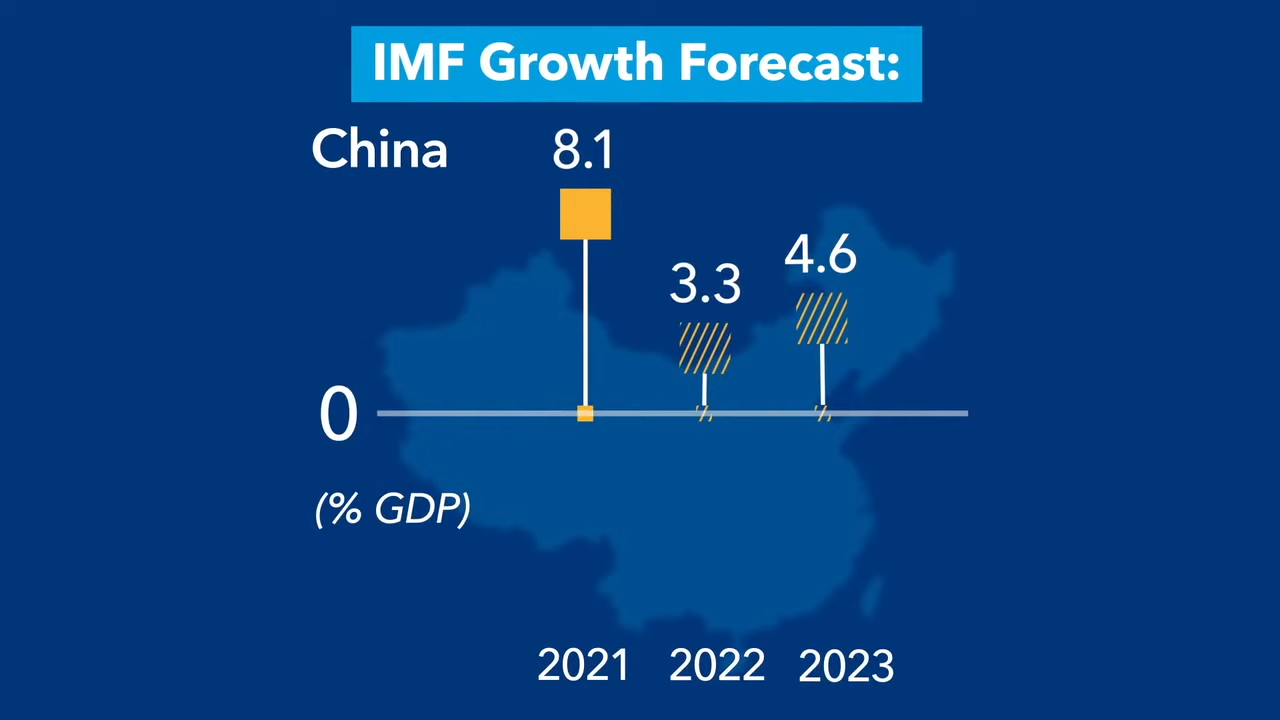 IMF Growth Forecast:
China
8.1
3.3
4.6
0
(% GDP)
2021 2022 2023